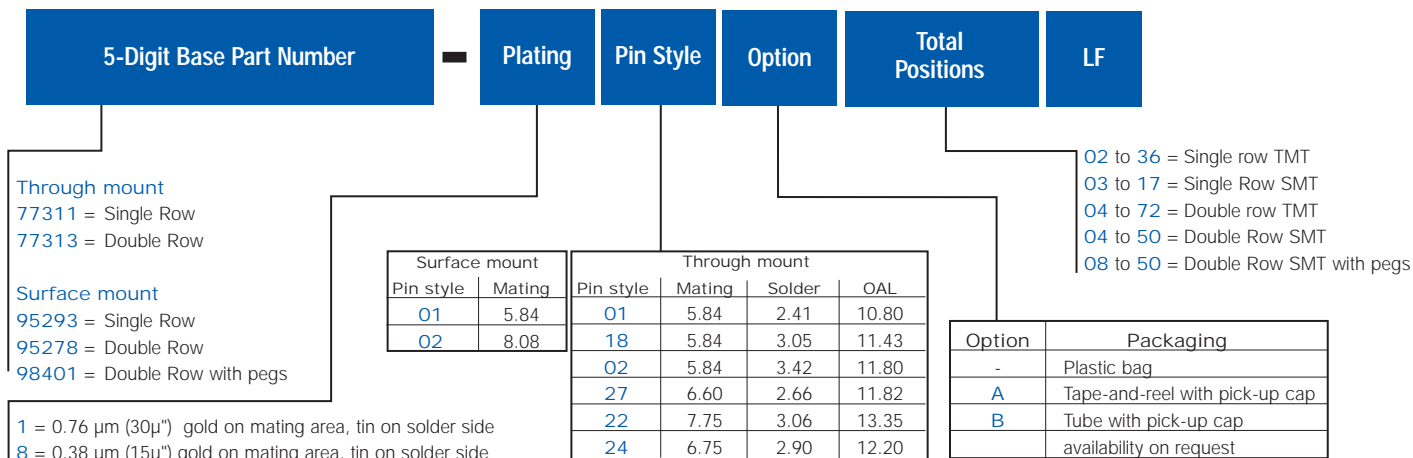 5-Digit Base Part Number - Plating Pin Style Option Total Positions LF
Through mount
77311 = Single Row
77313 = Double Row
Surface mount
95293 = Single Row
95278 = Double Row
98401 = Double Row with pegs
1 = 0.76 µm (30µ") gold on mating area, tin on solder side
8 = 0.38 µm (15µ") gold on mating area, tin on solder side
Surface mount
Pin style Mating
01 5.84
02 8.08
Through mount
Pin style Mating Solder OAL
01 5.84 2.41 10.80
18 5.84 3.05 11.43
02 5.84 3.42 11.80
27 6.60 2.66 11.82
22 7.75 3.06 13.35
24 6.75 2.90 12.20
02 to 36 = Single row TMT
03 to 17 = Single Row SMT
04 to 72 = Double row TMT
04 to 50 = Double Row SMT
08 to 50 = Double Row SMT with pegs
Option Packaging
- Plastic bag
A Tape-and-reel with pick-up cap
B Tube with pick-up cap
availability on request